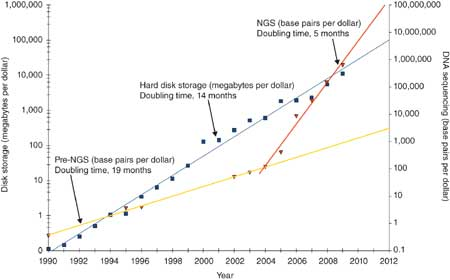 1,000,000
100,000
10,000
1,000
100
10
1
0
Disk storage (megabytes per dollar)
NGS (base pairs per dollar)
Doubling time, 5 months
Hard disk storage (megabytes per dollar)
Doubling time, 14 months
Pre-NGS (base pairs per dollar)
Doubling time, 19 months
100,000,000
10,000,000
1,000,000
100,000
10,000
1,000
100
10
1
0.1
DNA sequencing (base pairs per dollar)
1990 1992 1994 1996 1998 2000 2002 2004 2006 2008 2010 2012
Year